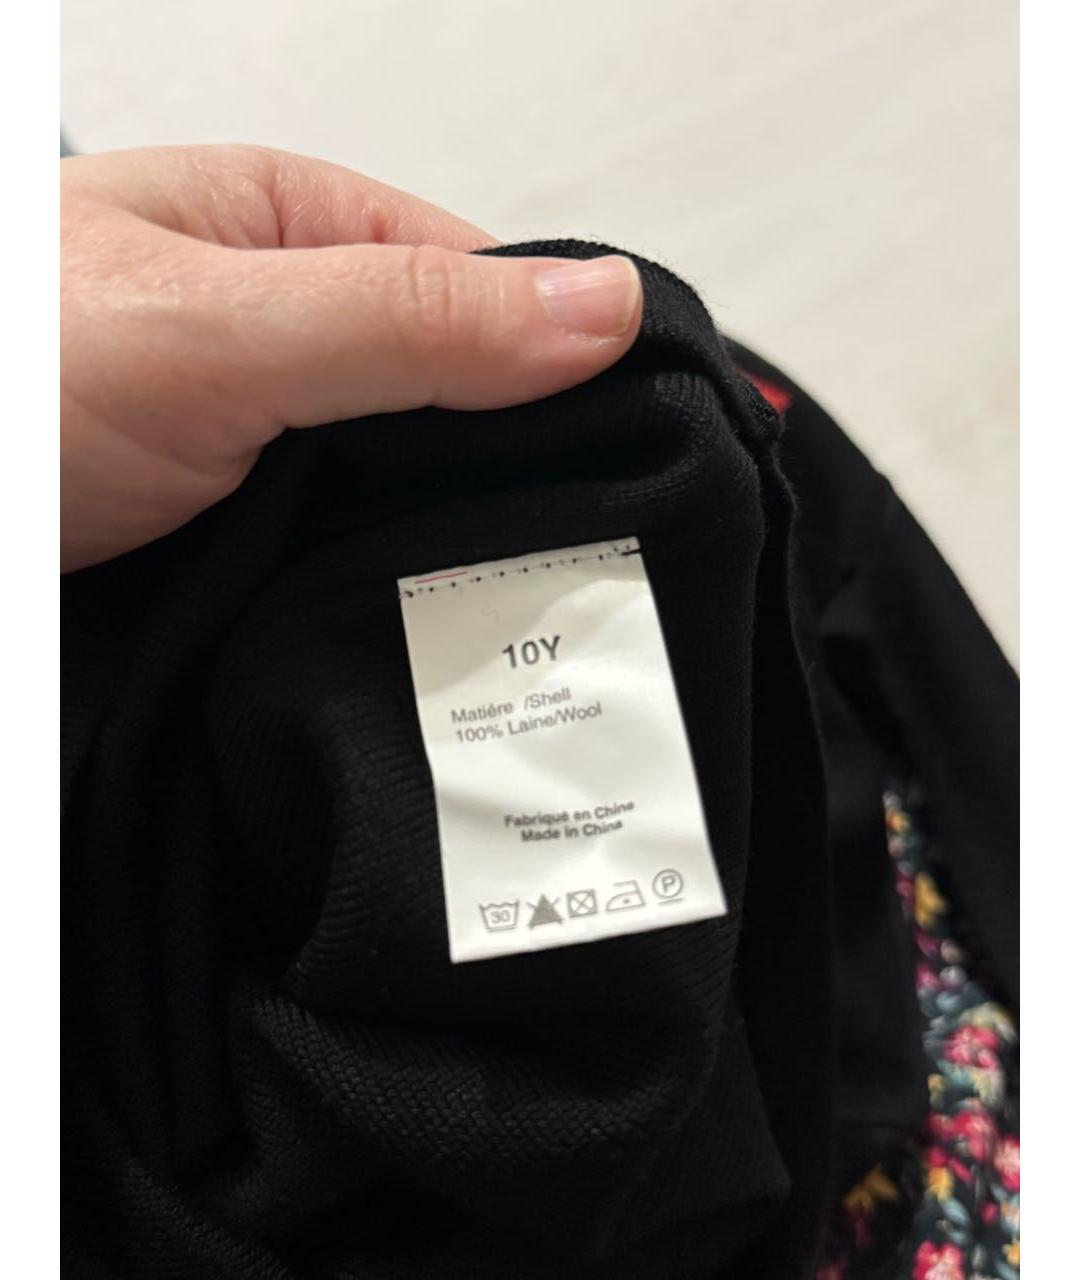 10Y
Matiére /Shell
100% Laine/Wool
Fabriqué en Chine
Made in China
30
P